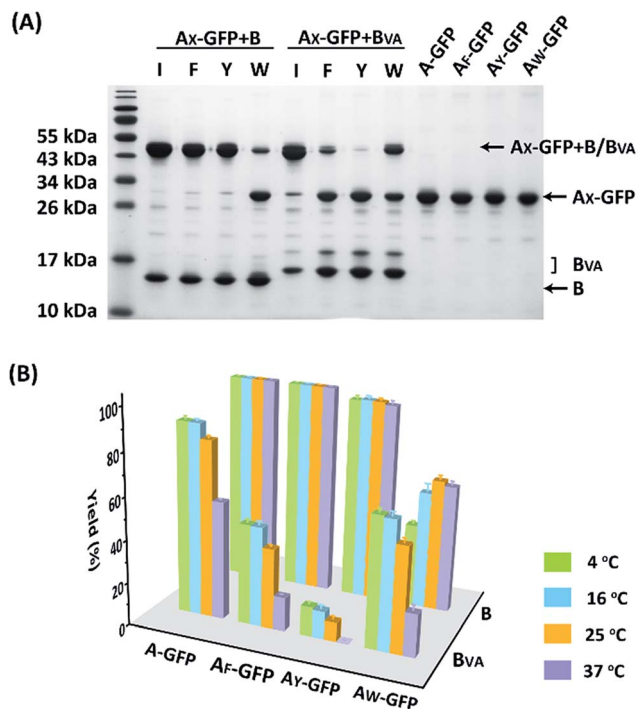 (A)
Ax-GFP+B Ax-GFP+BVA A-GFP AF-GFP AY-GFP AW-GFP
I F Y W I F Y W
55 kDa
43 kDa
34 kDa
26 kDa
17 kDa
10 kDa
Ax-GFP+B/BVA
Ax-GFP
] BVA
B
(B)
Yield (%)
100
80
60
40
20
0
A-GFP AF-GFP AY-GFP AW-GFP
BVA
B
4 °C
16 °C
25 °C
37 °C